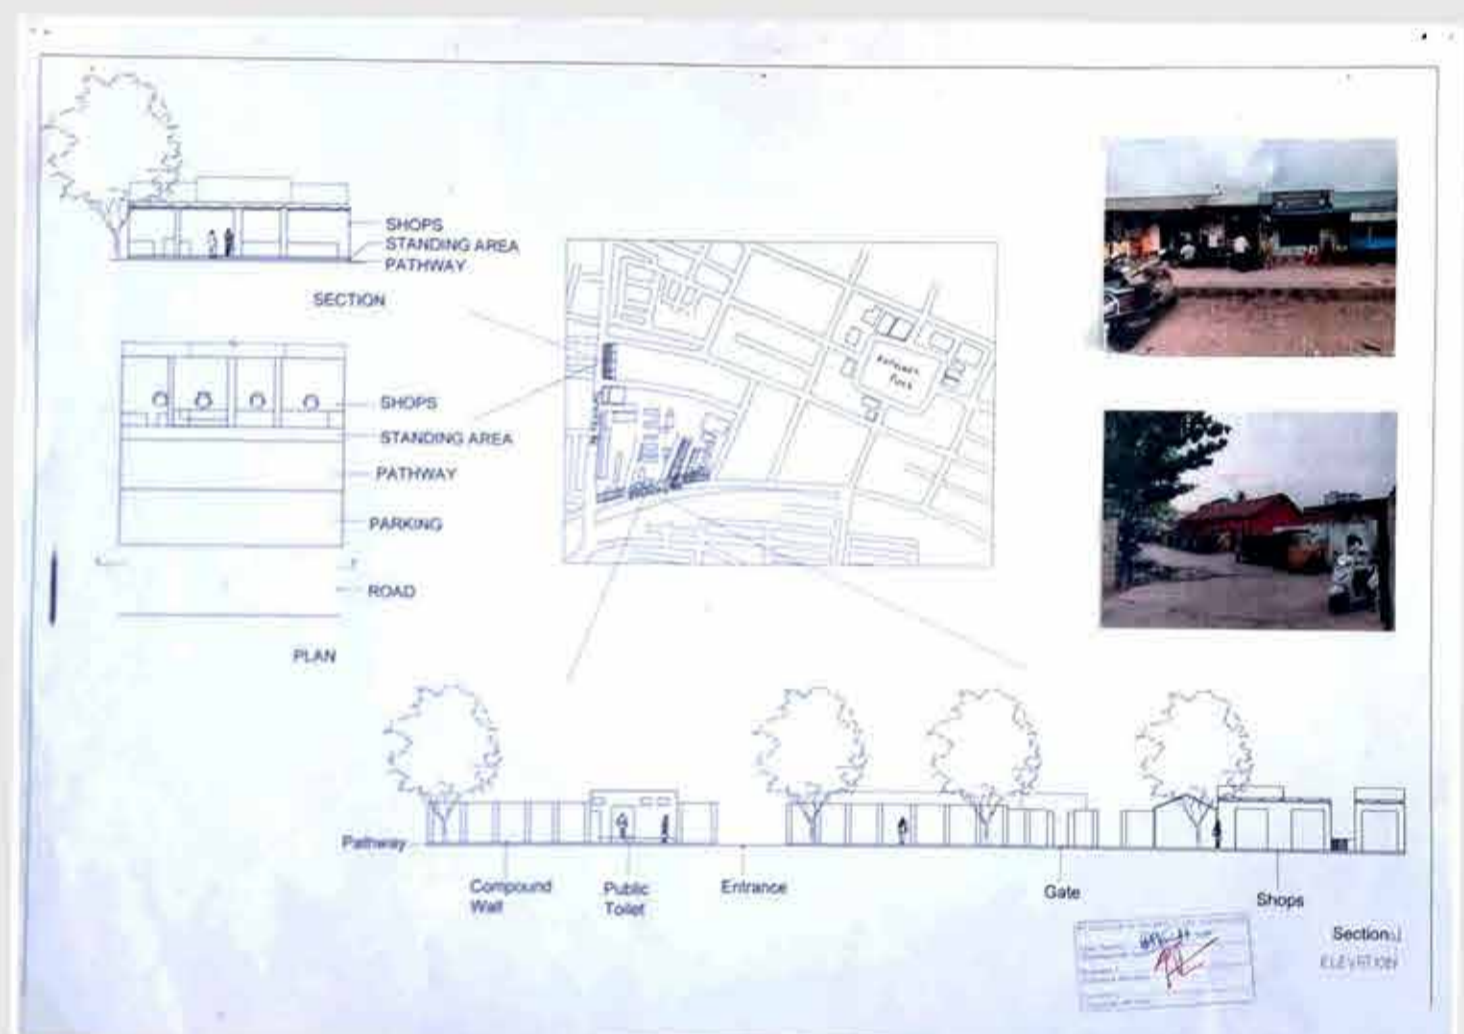 SHOPS
STANDING AREA
PATHWAY
SECTION
SHOPS
STANDING AREA
PATHWAY
PARKING
ROAD
PLAN
Park
Pathway
Compound
Wall
Public
Toilet
Entrance
Gate
Shops
Section
ELEVATION